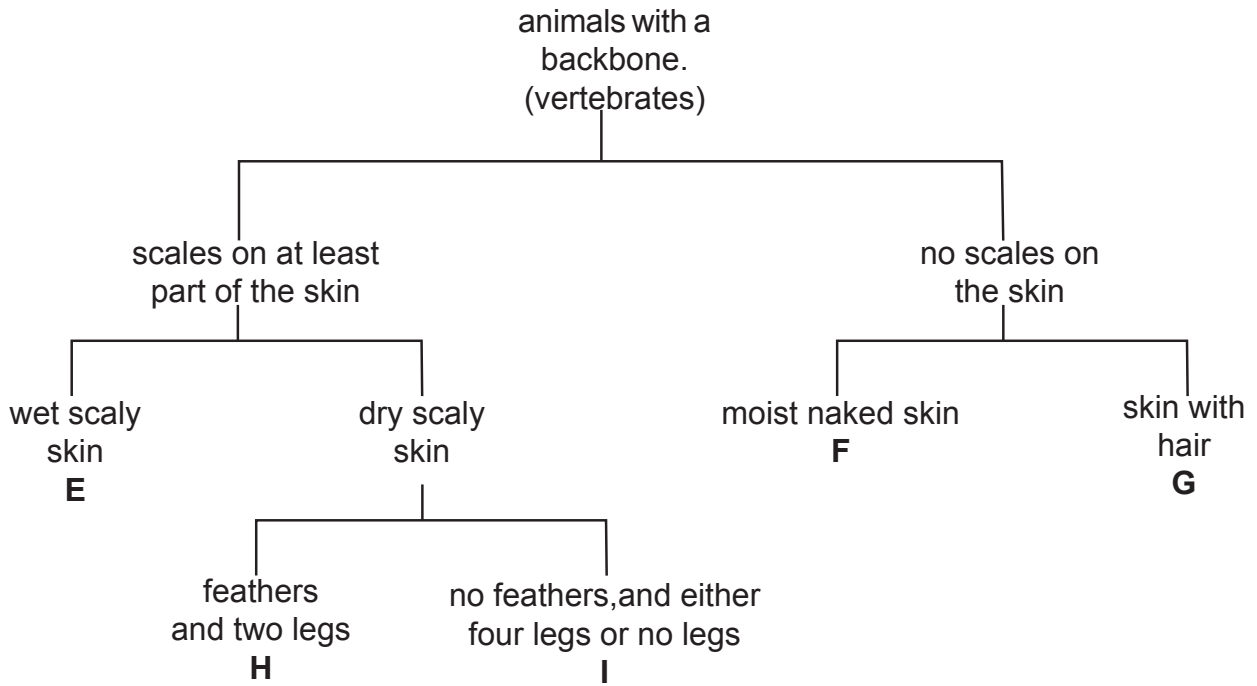 animals with a
backbone.
(vertebrates)
scales on at least
part of the skin
no scales on
the skin
wet scaly
skin
E
dry scaly
skin
moist naked skin
F
skin with
hair
G
feathers
and two legs
H
no feathers,and either
four legs or no legs
I